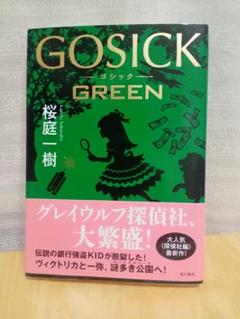 GOSICK
ゴシック
GREEN
桜庭一樹
グレイウルフ探偵社、
大繁盛!
大人気
〈探偵社編〉
最新作!
伝説の銀行強盗KIDが脱獄した!
ヴィクトリカと一弥、謎多き公園へ!